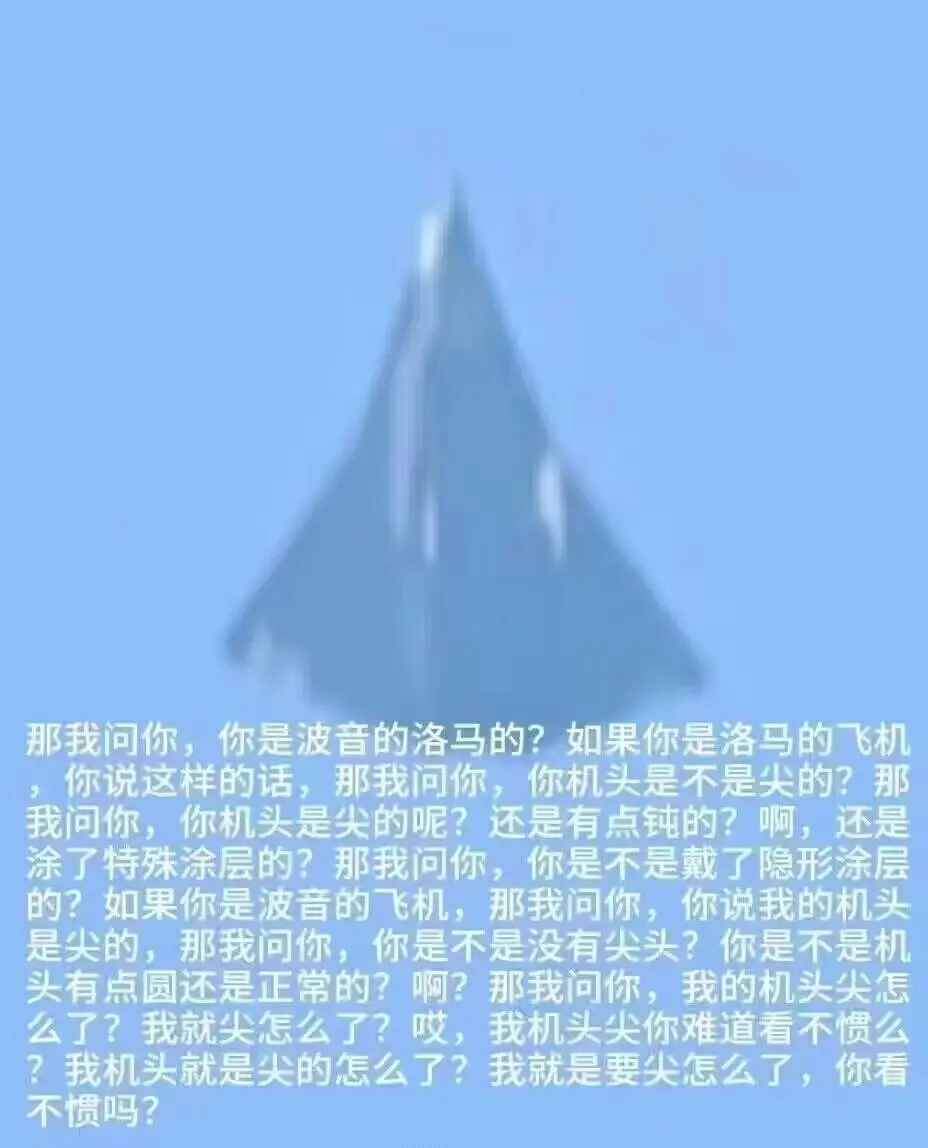 那我问你，你是波音的洛马的？如果你是洛马的飞机
，你说这样的话，那我问你，你机头是不是尖的？那
我问你，你机头是尖的呢？还是有点钝的？啊，还是
涂了特殊涂层的？那我问你，你是不是戴了隐形涂层
的？如果你是波音的飞机，那我问你，你说我的机头
是尖的，那我问你，你是不是没有尖头？你是不是机
头有点圆还是正常的？啊？那我问你，我的机头尖怎
么了？我就尖怎么了？哎，我机头尖你难道看不惯么
？我机头就是尖的怎么了？我就是要尖怎么了，你看
不惯吗？